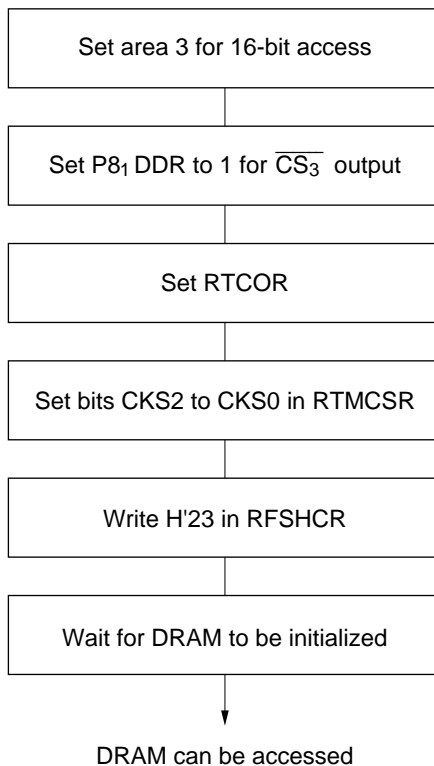 Set area 3 for 16-bit access
Set P8₁ DDR to 1 for C̅S̅₃̅ output
Set RTCOR
Set bits CKS2 to CKS0 in RTMCSR
Write H'23 in RFSHCR
Wait for DRAM to be initialized
DRAM can be accessed